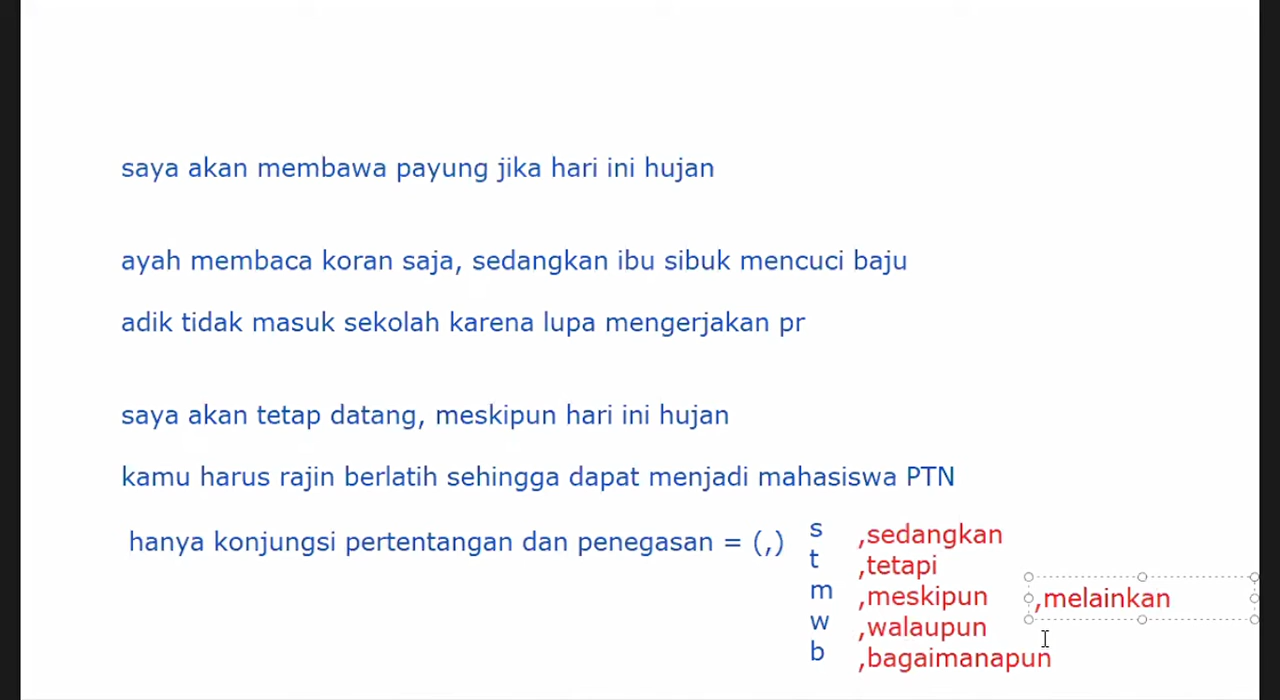 saya akan membawa payung jika hari ini hujan
ayah membaca koran saja, sedangkan ibu sibuk mencuci baju
adik tidak masuk sekolah karena lupa mengerjakan pr
saya akan tetap datang, meskipun hari ini hujan
kamu harus rajin berlatih sehingga dapat menjadi mahasiswa PTN
hanya konjungsi pertentangan dan penegasan = (,)
s ,sedangkan
t ,tetapi
m ,meskipun ,melainkan
w ,walaupun
b ,bagaimanapun